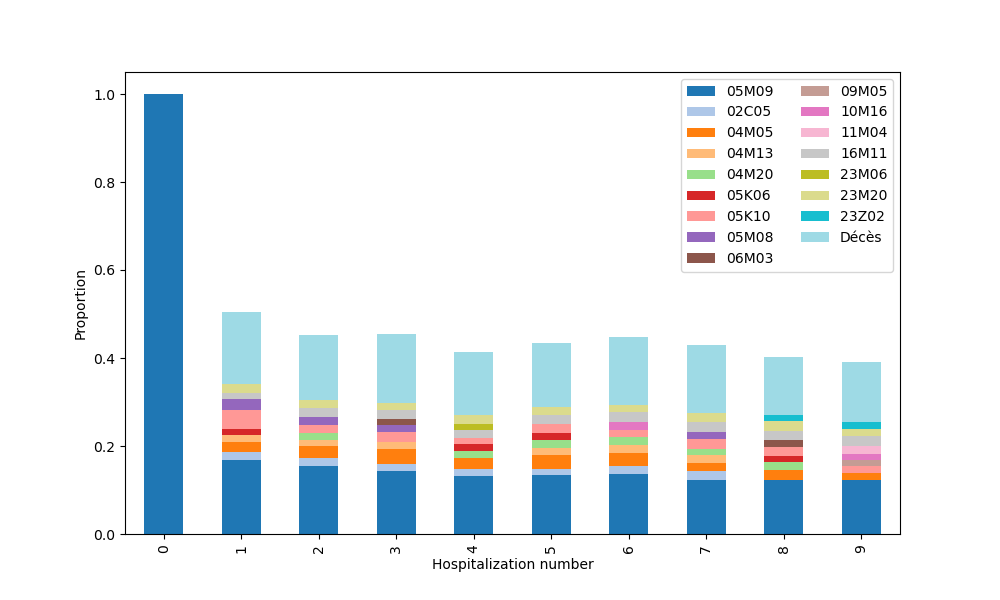 1.0
0.8
0.6
0.4
0.2
0.0
Proportion
0 1 2 3 4 5 6 7 8 9
Hospitalization number
05M09
02C05
04M05
04M13
04M20
05K06
05K10
05M08
06M03
09M05
10M16
11M04
16M11
23M06
23M20
23Z02
Décès